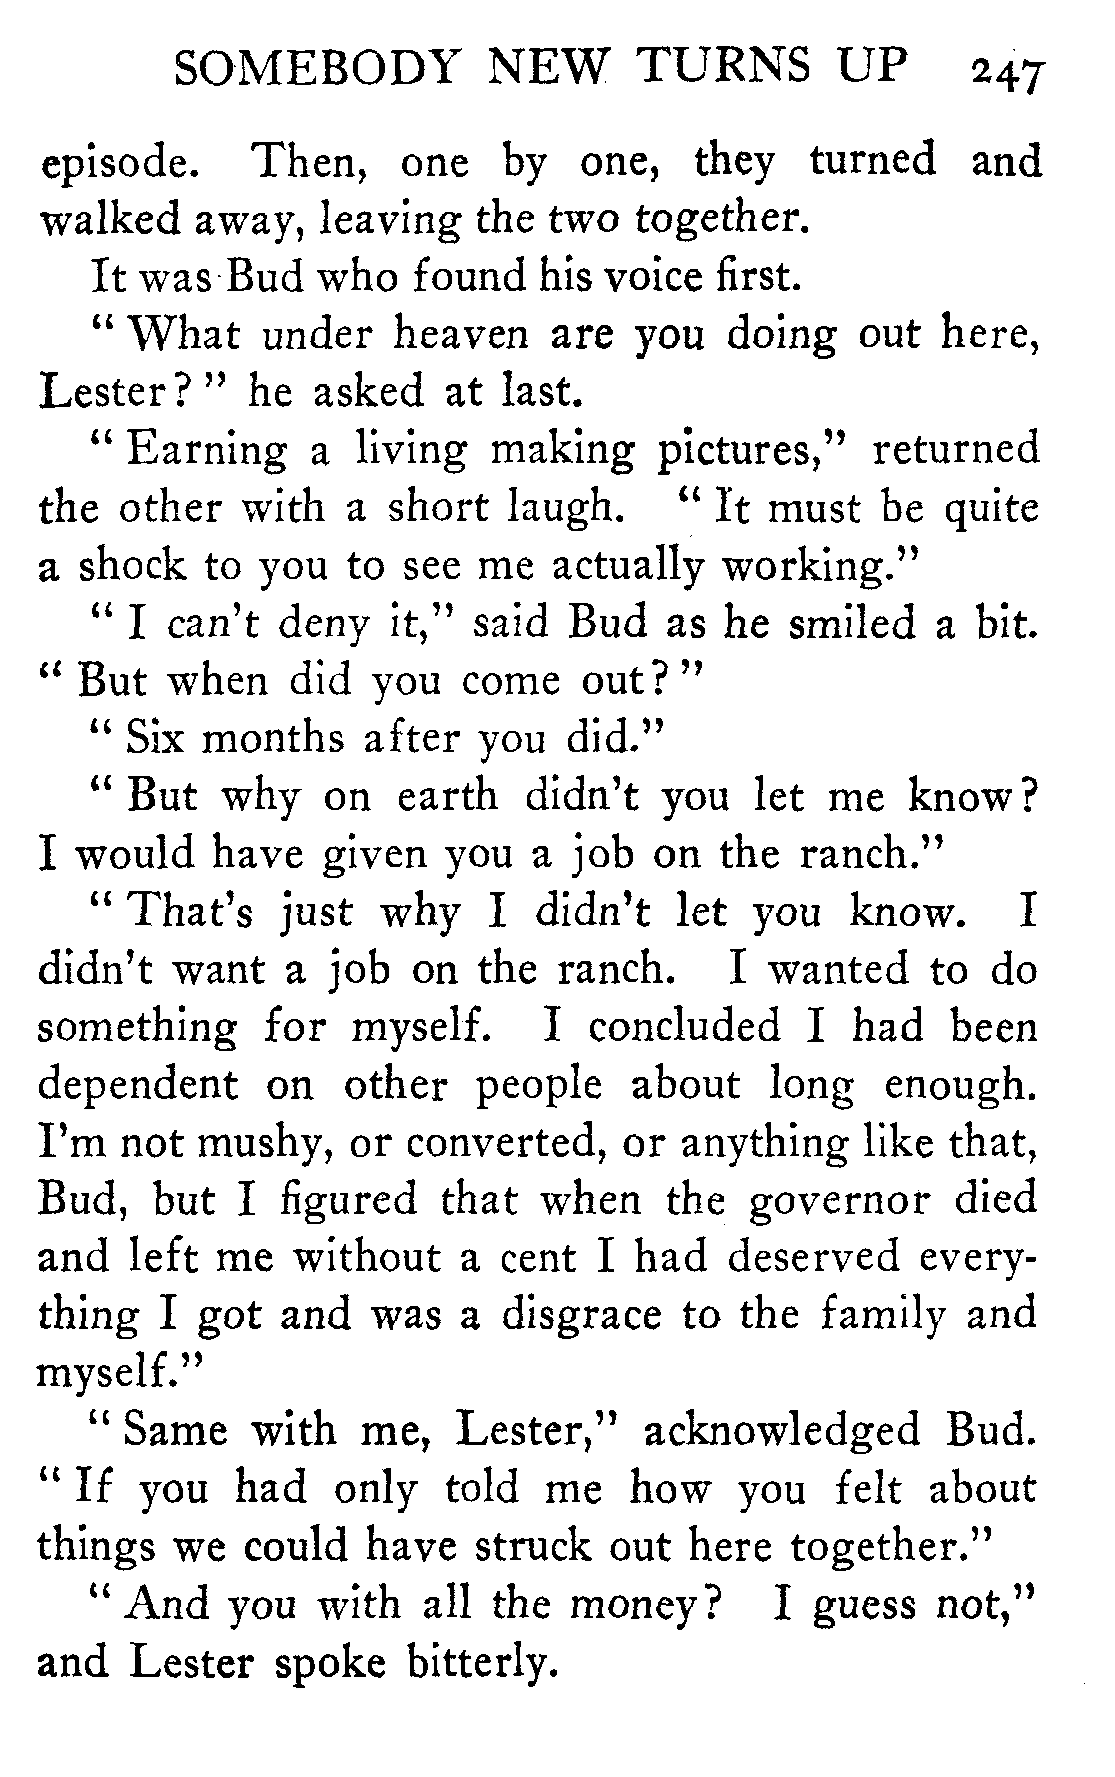 SOMEBODY NEW TURNS UP 247
episode. Then, one by one, they turned and
walked away, leaving the two together.
It was Bud who found his voice first.
“ What under heaven are you doing out here,
Lester? ” he asked at last.
“ Earning a living making pictures,” returned
the other with a short laugh. “ It must be quite
a shock to you to see me actually working.”
“ I can’t deny it,” said Bud as he smiled a bit.
“ But when did you come out? ”
“ Six months after you did.”
“ But why on earth didn’t you let me know?
I would have given you a job on the ranch.”
“ That’s just why I didn’t let you know. I
didn’t want a job on the ranch. I wanted to do
something for myself. I concluded I had been
dependent on other people about long enough.
I’m not mushy, or converted, or anything like that,
Bud, but I figured that when the governor died
and left me without a cent I had deserved every-
thing I got and was a disgrace to the family and
myself.”
“ Same with me, Lester,” acknowledged Bud.
“ If you had only told me how you felt about
things we could have struck out here together.”
“ And you with all the money? I guess not,”
and Lester spoke bitterly.